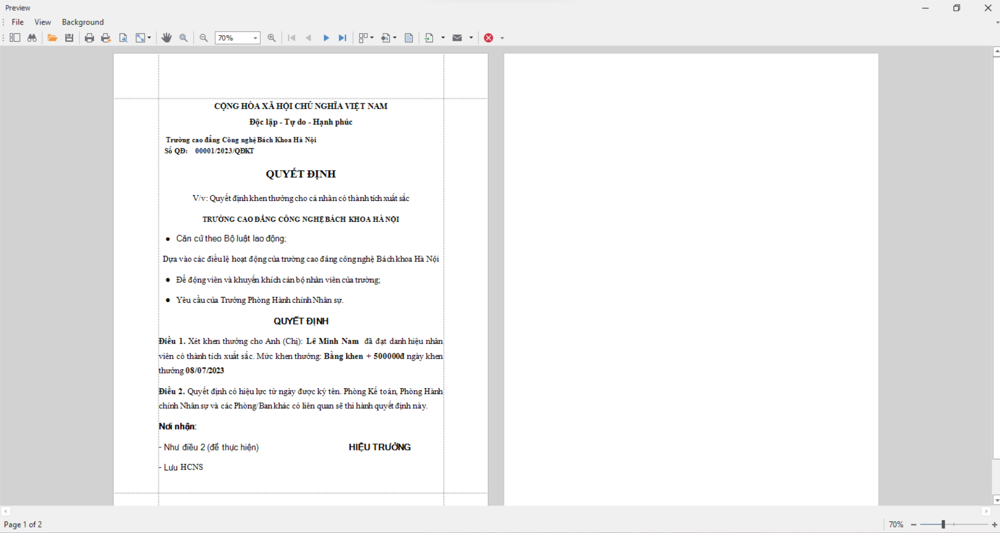 Preview
File View Background
70%
CỘNG HÒA XÃ HỘI CHỦ NGHĨA VIỆT NAM
Độc lập - Tự do - Hạnh phúc
Trường cao đẳng Công nghệ Bách Khoa Hà Nội
Số QĐ: 00001/2023/QĐKT
QUYẾT ĐỊNH
V/v: Quyết định khen thưởng cho cá nhân có thành tích xuất sắc
TRƯỜNG CAO ĐẲNG CÔNG NGHỆ BÁCH KHOA HÀ NỘI
● Căn cứ theo Bộ luật lao động;
Dựa vào các điều lệ hoạt động của trường cao đẳng công nghệ Bách khoa Hà Nội
● Để động viên và khuyến khích cán bộ nhân viên của trường;
● Yêu cầu của Trưởng Phòng Hành chính Nhân sự.
QUYẾT ĐỊNH
Điều 1. Xét khen thưởng cho Anh (Chị): Lê Minh Nam đã đạt danh hiệu nhân
viên có thành tích xuất sắc. Mức khen thưởng: Bằng khen + 500000đ ngày khen
thưởng 08/07/2023
Điều 2. Quyết định có hiệu lực từ ngày được ký tên. Phòng Kế toán, Phòng Hành
chính Nhân sự và các Phòng/Ban khác có liên quan sẽ thi hành quyết định này.
Nơi nhận:
- Như điều 2 (để thực hiện) HIỆU TRƯỞNG
- Lưu HCNS
Page 1 of 2 70%